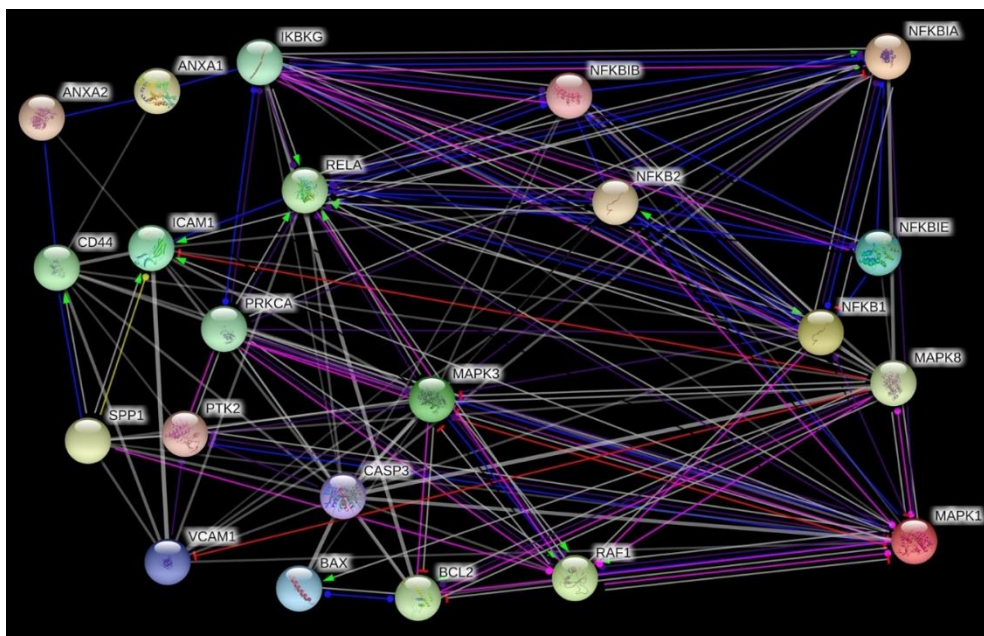 IKBKG
NFKBIA
ANXA1
NFKBIB
ANXA2
RELA
NFKB2
ICAM1
NFKBIE
CD44
PRKCA
NFKB1
MAPK8
MAPK3
SPP1
PTK2
CASP3
MAPK1
VCAM1
BAX
RAF1
BCL2